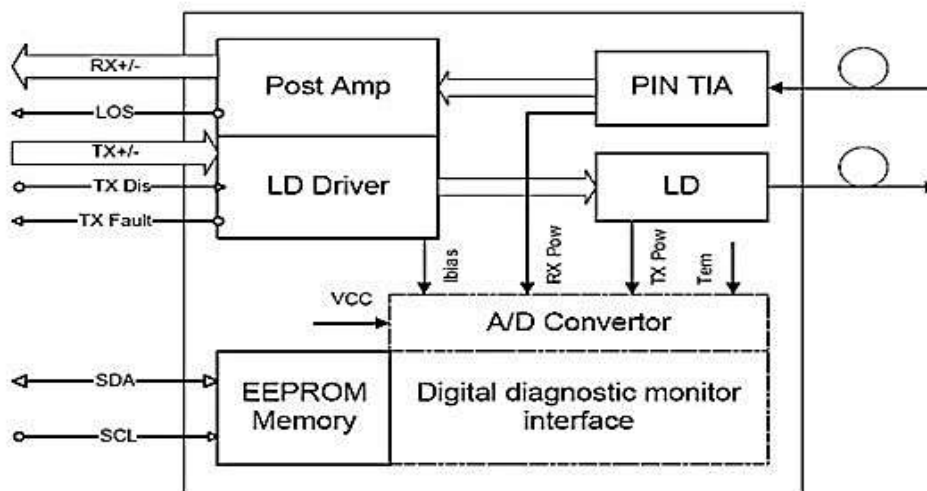 RX+/-
Post Amp
PIN TIA
LOS
TX+/-
TX Dis
LD Driver
LD
TX Fault
Ibias
RX Pow
TX Pow
Tem
VCC
A/D Convertor
SDA
EEPROM
Memory
Digital diagnostic monitor
interface
SCL